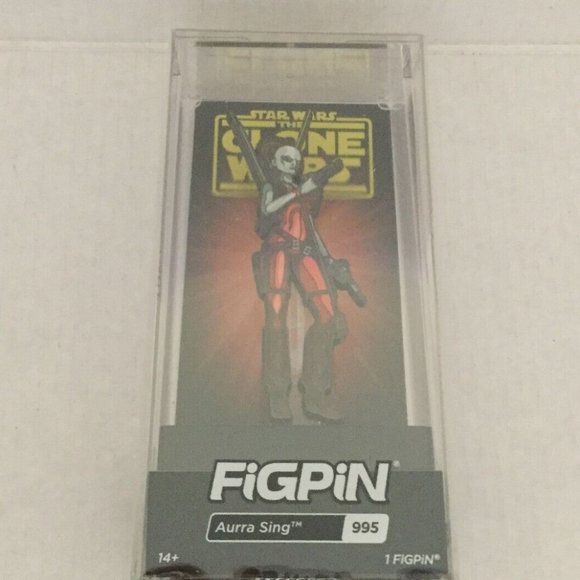 STAR WARS
THE
CLONE
WARS
FiGPiN®
Aurra Sing™ 995
14+ 1 FiGPiN®